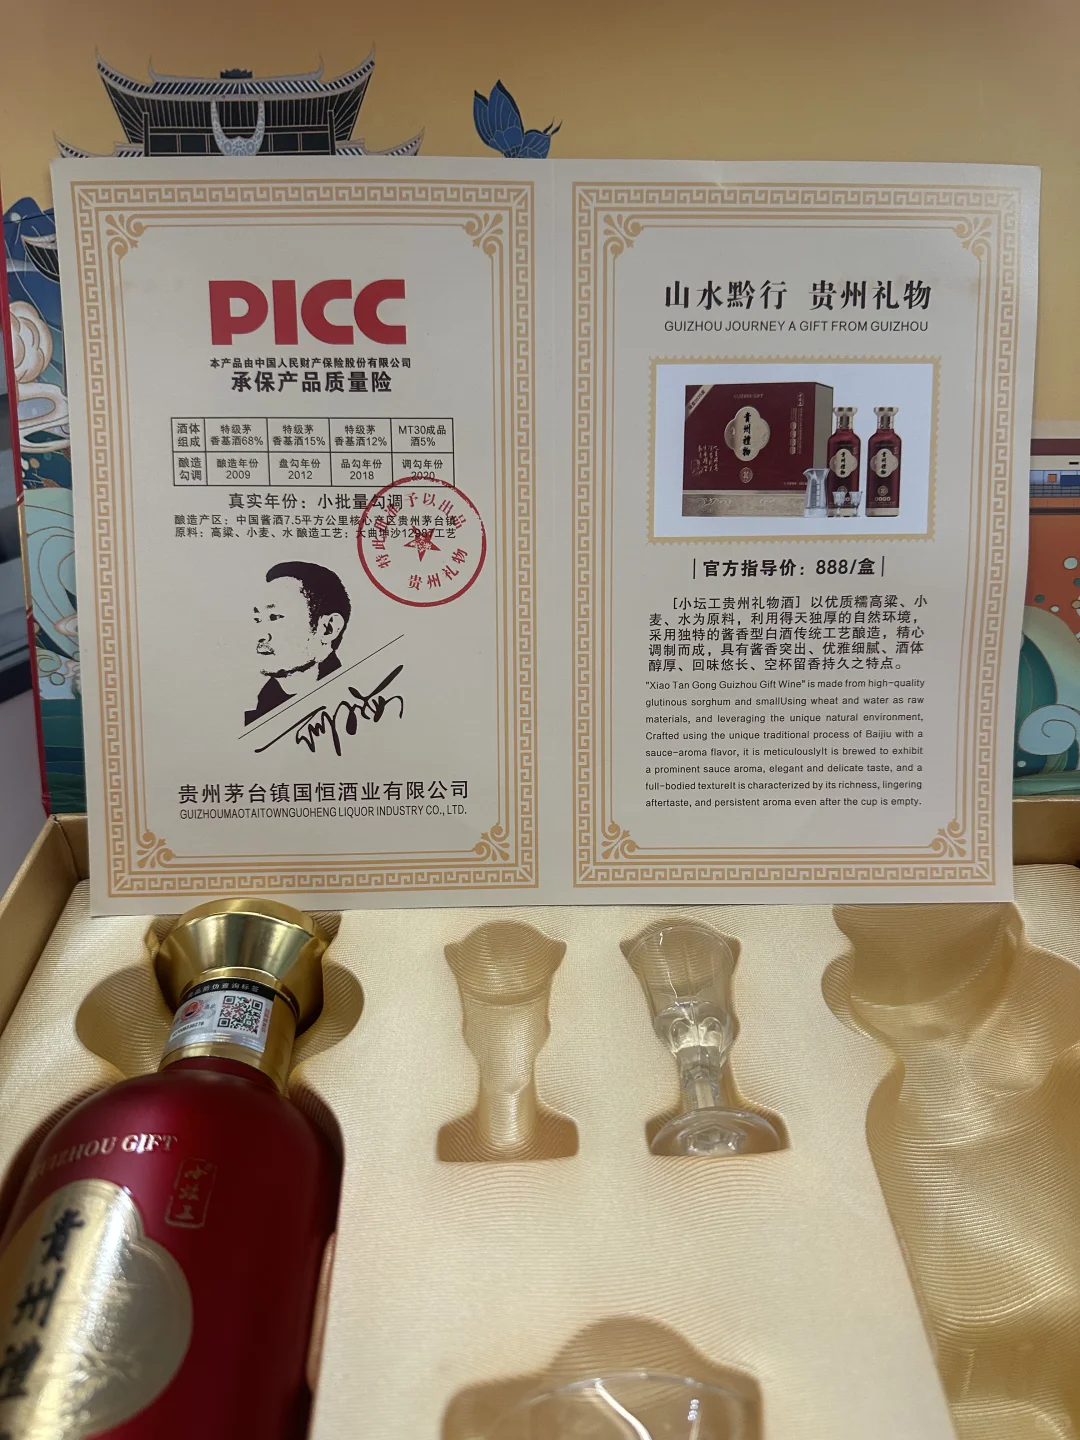 PICC
本产品由中国人民财产保险股份有限公司
承保产品质量险
酒体组成 特级茅香基酒68% 特级茅香基酒15% 特级茅香基酒12% MT30成品酒5%
酿造勾调 酿造年份2009 盘勾年份2012 品勾年份2018 调勾年份2020
真实年份：小批量勾调
酿造产区：中国酱酒7.5平方公里核心产区贵州茅台镇
原料：高粱、小麦、水 酿造工艺：大曲坤沙12987工艺
特此批准予以出品
贵州礼物
贵州茅台镇国恒酒业有限公司
GUIZHOUMAOTAITOWNGUOHENG LIQUOR INDUSTRY CO., LTD.
山水黔行 贵州礼物
GUIZHOU JOURNEY A GIFT FROM GUIZHOU
GUIZHOU GIFT
貴州禮物
官方指导价：888/盒
［小坛工贵州礼物酒］以优质糯高粱、小
麦、水为原料，利用得天独厚的自然环境，
采用独特的酱香型白酒传统工艺酿造，精心
调制而成，具有酱香突出、优雅细腻、酒体
醇厚、回味悠长、空杯留香持久之特点。
"Xiao Tan Gong Guizhou Gift Wine" is made from high-quality
glutinous sorghum and smallUsing wheat and water as raw
materials, and leveraging the unique natural environment,
Crafted using the unique traditional process of Baijiu with a
sauce-aroma flavor, it is meticulouslyIt is brewed to exhibit
a prominent sauce aroma, elegant and delicate taste, and a
full-bodied textureIt is characterized by its richness, lingering
aftertaste, and persistent aroma even after the cup is empty.
GUIZHOU GIFT
小坛工
貴州禮